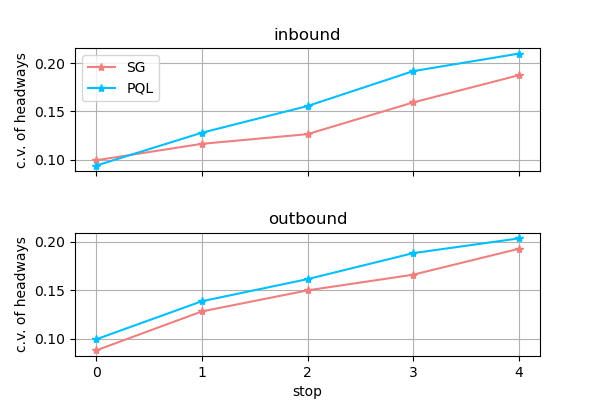 inbound
c.v. of headways
0.20
0.15
0.10
SG
PQL
outbound
c.v. of headways
0.20
0.15
0.10
0 1 2 3 4
stop